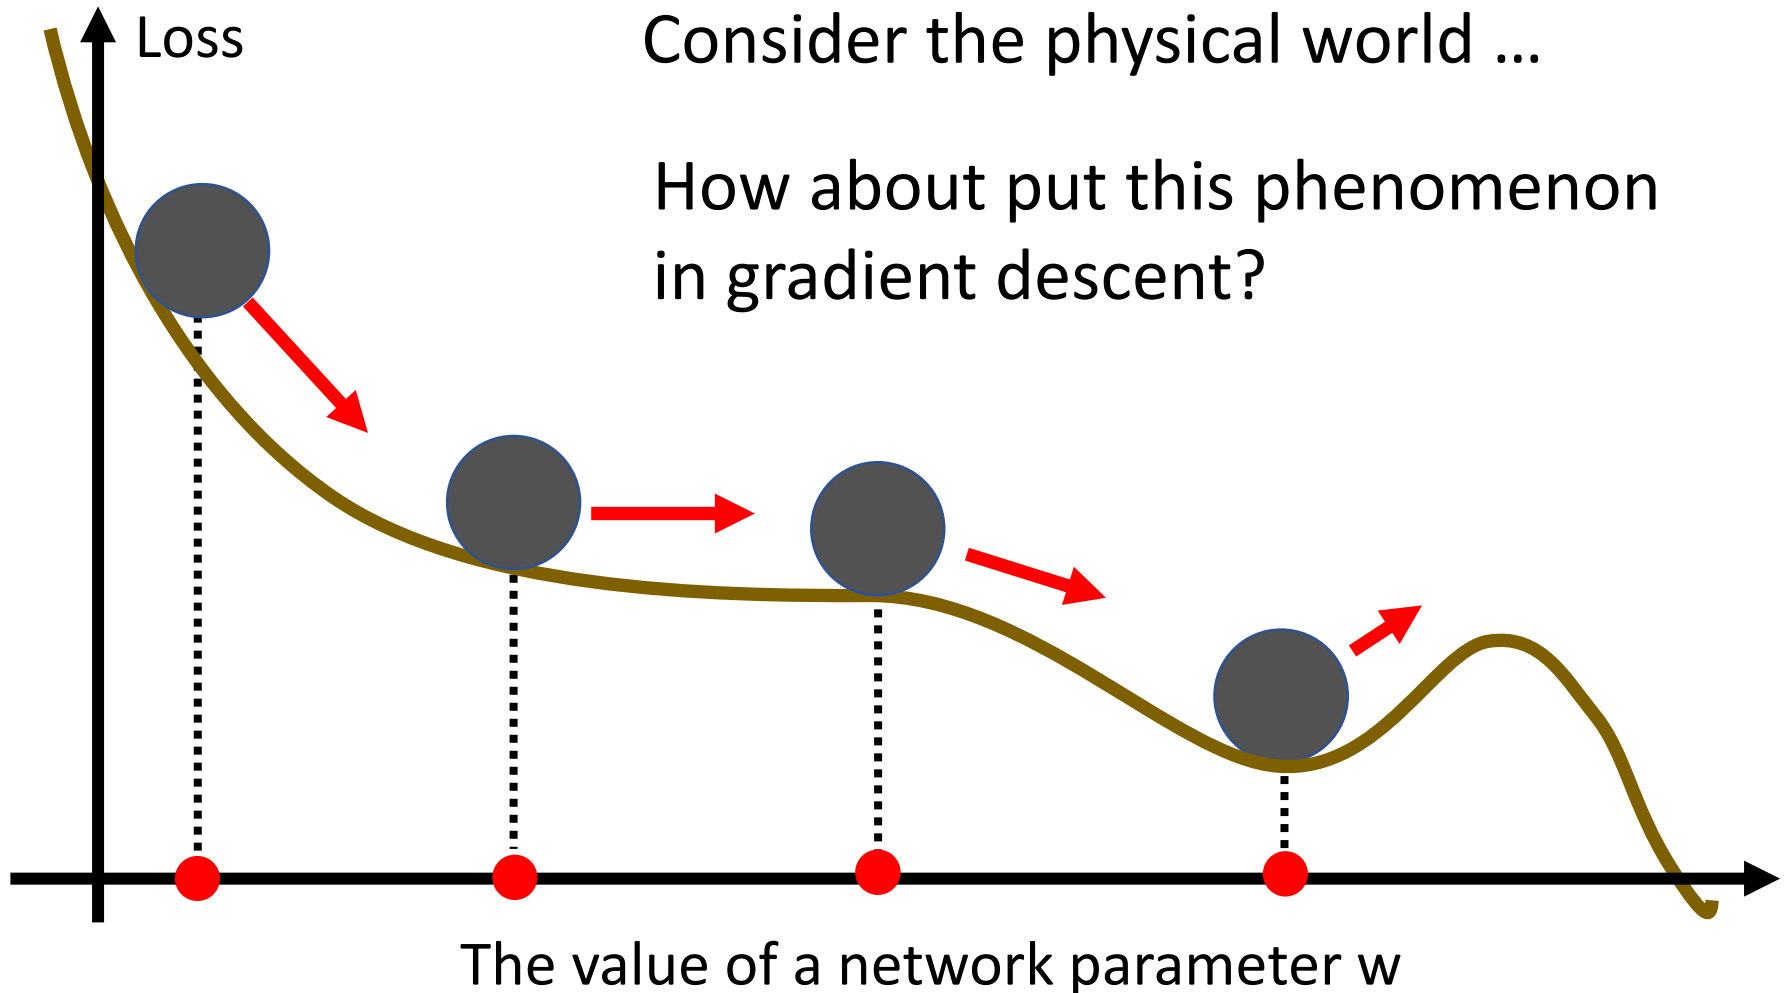 Loss
Consider the physical world ...
How about put this phenomenon
in gradient descent?
The value of a network parameter w